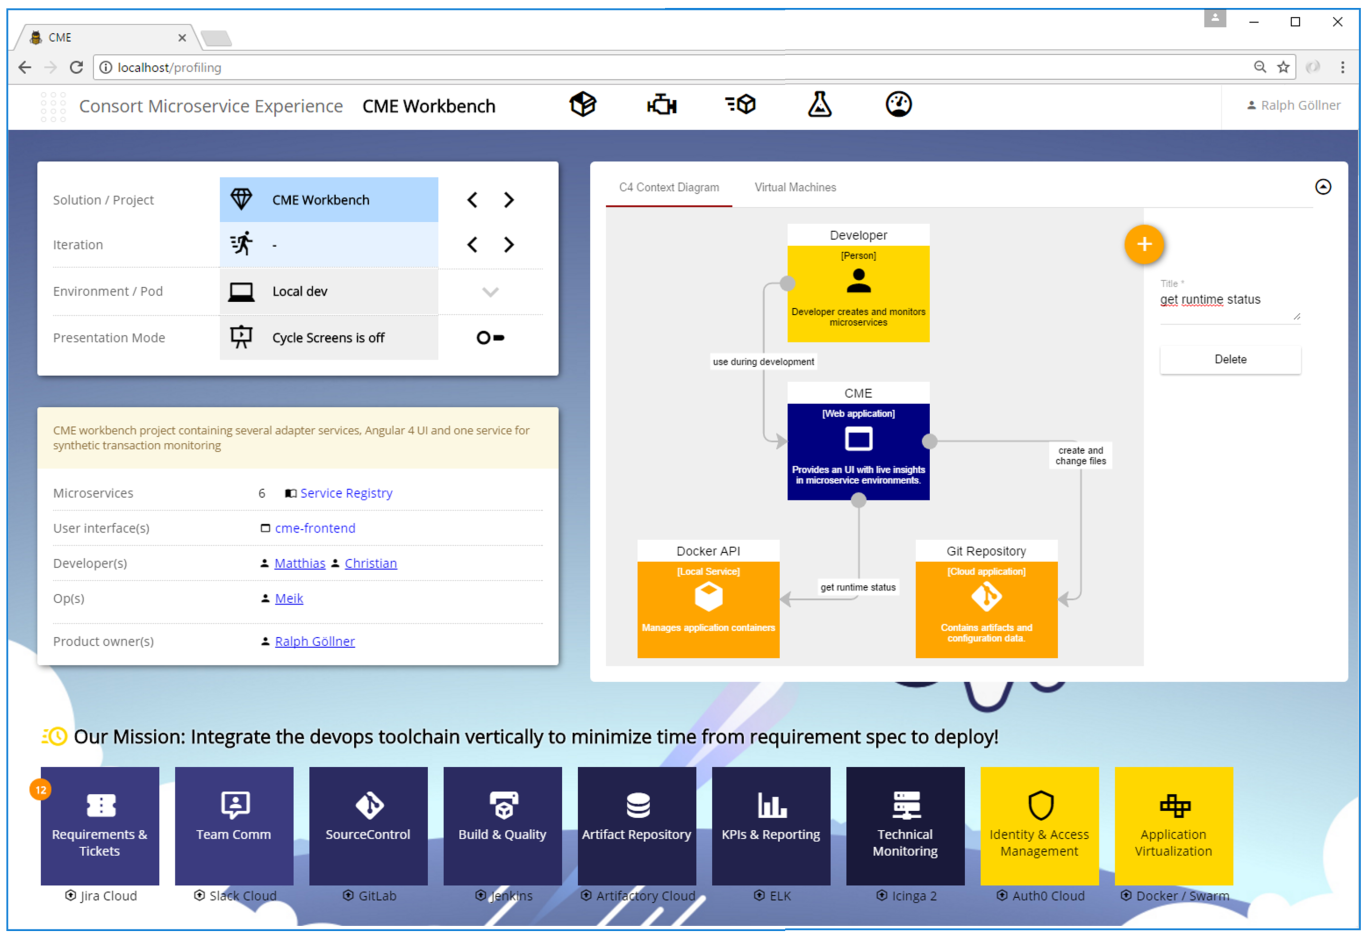 CME
localhost/profiling
Consort Microservice Experience CME Workbench
Ralph Göllner
Solution / Project CME Workbench
Iteration -
Environment / Pod Local dev
Presentation Mode Cycle Screens is off
CME workbench project containing several adapter services, Angular 4 UI and one service for
synthetic transaction monitoring
Microservices 6 Service Registry
User interface(s) cme-frontend
Developer(s) Matthias Christian
Op(s) Meik
Product owner(s) Ralph Göllner
C4 Context Diagram Virtual Machines
Developer
[Person]
Developer creates and monitors
microservices
use during development
CME
[Web application]
Provides an UI with live insights
in microservice environments.
create and
change files
Docker API
[Local Service]
Manages application containers
get runtime status
Git Repository
[Cloud application]
Contains artifacts and
configuration data.
+
Title *
get runtime status
Delete
Our Mission: Integrate the devops toolchain vertically to minimize time from requirement spec to deploy!
12
Requirements &
Tickets
Jira Cloud
Team Comm
Slack Cloud
SourceControl
GitLab
Build & Quality
Jenkins
Artifact Repository
Artifactory Cloud
KPIs & Reporting
ELK
Technical
Monitoring
Icinga 2
Identity & Access
Management
Auth0 Cloud
Application
Virtualization
Docker / Swarm